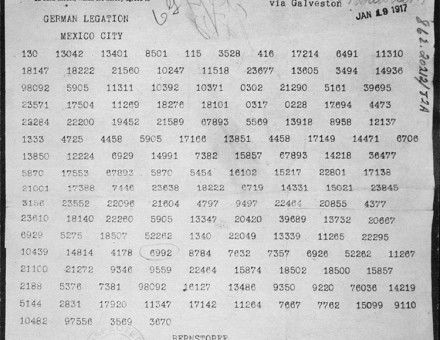 via Galveston
JAN 19 1917
GERMAN LEGATION
MEXICO CITY
130 13042 13401 8501 115 3528 416 17214 6491 11310
18147 18222 21560 10247 11518 23677 13605 3494 14936
98092 5905 11311 10392 10371 0302 21290 5161 39695
23571 17504 11269 18276 18101 0317 0228 17694 4473
23284 22200 19452 21589 67893 5569 13918 8958 12137
1333 4725 4458 5905 17166 13851 4458 17149 14471 6706
13850 12224 6929 14991 7382 15857 67893 14218 36477
5870 17553 67893 5870 5454 16102 15217 22801 17138
21001 17388 7446 23638 18222 6719 14331 15021 23845
3156 23552 22096 21604 4797 9497 22464 20855 4377
23610 18140 22260 5905 13347 20420 39689 13732 20667
6929 5275 18507 52262 1340 22049 13339 11265 22295
10439 14814 4178 6992 8784 7632 7357 6926 52262 11267
21100 21272 9346 9559 22464 15874 18502 18500 15857
2188 5376 7381 98092 16127 13486 9350 9220 76036 14219
5144 2831 17920 11347 17142 11264 7667 7762 15099 9110
10482 97556 3569 3670
BERNSTORFF